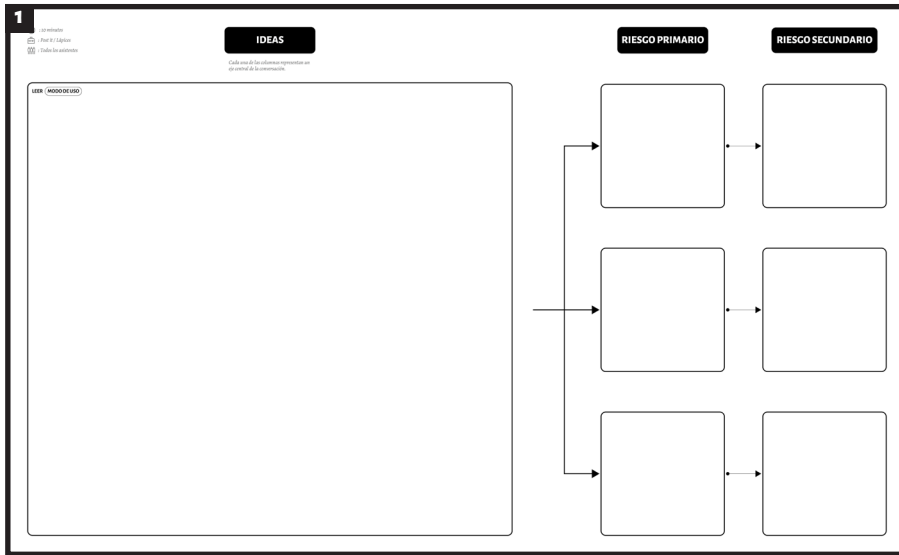 1
: 10 minutos
: Post it / Lápices
: Todos los asistentes
IDEAS
Cada una de las columnas representan un
eje central de la conversación.
RIESGO PRIMARIO
RIESGO SECUNDARIO
LEER MODO DE USO